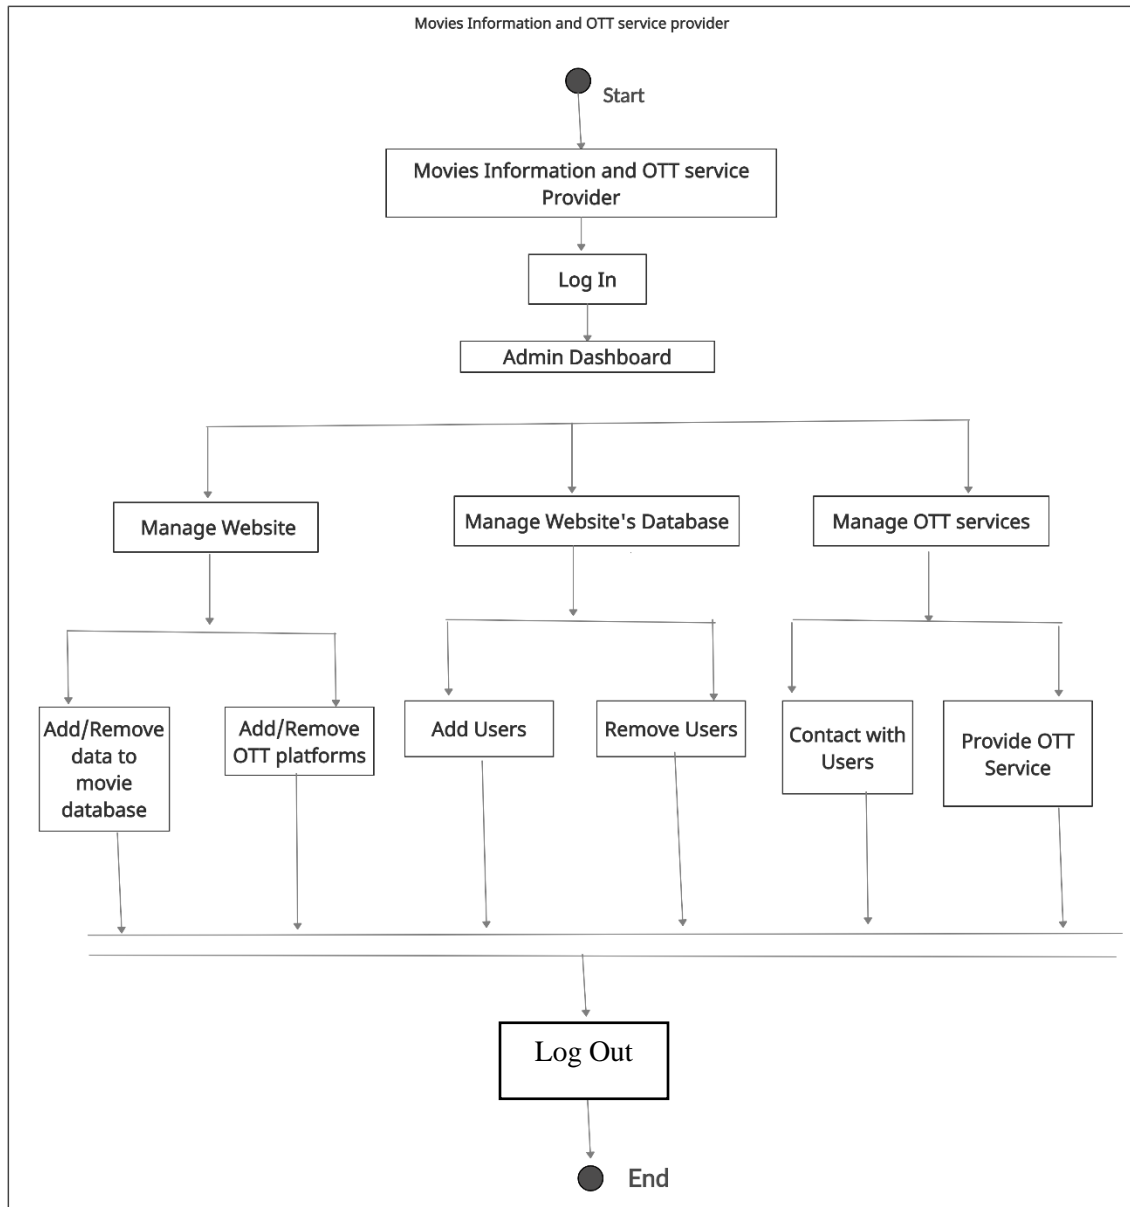 Movies Information and OTT service provider
Start
Movies Information and OTT service
Provider
Log In
Admin Dashboard
Manage Website
Manage Website's Database
Manage OTT services
Add/Remove
data to
movie
database
Add/Remove
OTT platforms
Add Users
Remove Users
Contact with
Users
Provide OTT
Service
Log Out
End